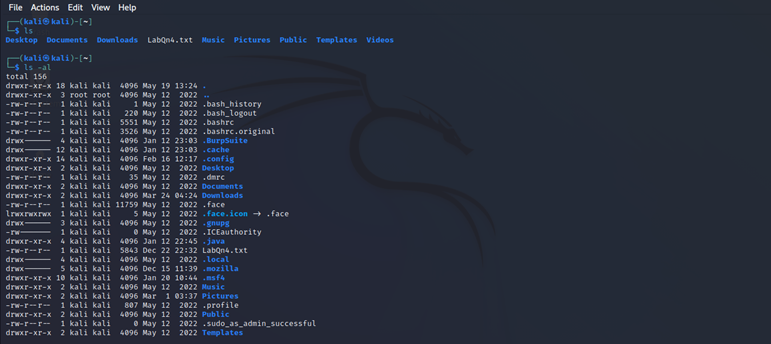 File Actions Edit View Help
┌──(kali㉿kali)-[~]
└─$ ls
Desktop Documents Downloads LabQn4.txt Music Pictures Public Templates Videos
┌──(kali㉿kali)-[~]
└─$ ls -al
total 156
drwxr-xr-x 18 kali kali 4096 May 19 13:24 .
drwxr-xr-x 3 root root 4096 May 12 2022 ..
-rw-r--r-- 1 kali kali 1 May 12 2022 .bash_history
-rw-r--r-- 1 kali kali 220 May 12 2022 .bash_logout
-rw-r--r-- 1 kali kali 5551 May 12 2022 .bashrc
-rw-r--r-- 1 kali kali 3526 May 12 2022 .bashrc.original
drwx------ 4 kali kali 4096 Jan 12 23:03 .BurpSuite
drwx------ 12 kali kali 4096 Jan 12 23:03 .cache
drwxr-xr-x 14 kali kali 4096 Feb 16 12:17 .config
drwxr-xr-x 2 kali kali 4096 May 12 2022 Desktop
-rw-r--r-- 1 kali kali 35 May 12 2022 .dmrc
drwxr-xr-x 2 kali kali 4096 May 12 2022 Documents
drwxr-xr-x 2 kali kali 4096 Mar 24 04:24 Downloads
-rw-r--r-- 1 kali kali 11759 May 12 2022 .face
lrwxrwxrwx 1 kali kali 5 May 12 2022 .face.icon -> .face
drwx------ 3 kali kali 4096 May 12 2022 .gnupg
-rw------- 1 kali kali 0 May 12 2022 .ICEauthority
drwxr-xr-x 4 kali kali 4096 Jan 12 22:45 .java
-rw-r--r-- 1 kali kali 5843 Dec 22 22:32 LabQn4.txt
drwx------ 4 kali kali 4096 May 12 2022 .local
drwx------ 5 kali kali 4096 Dec 15 11:39 .mozilla
drwxr-xr-x 10 kali kali 4096 Jan 20 10:44 .msf4
drwxr-xr-x 2 kali kali 4096 May 12 2022 Music
drwxr-xr-x 2 kali kali 4096 Mar 1 03:37 Pictures
-rw-r--r-- 1 kali kali 807 May 12 2022 .profile
drwxr-xr-x 2 kali kali 4096 May 12 2022 Public
-rw-r--r-- 1 kali kali 0 May 12 2022 .sudo_as_admin_successful
drwxr-xr-x 2 kali kali 4096 May 12 2022 Templates